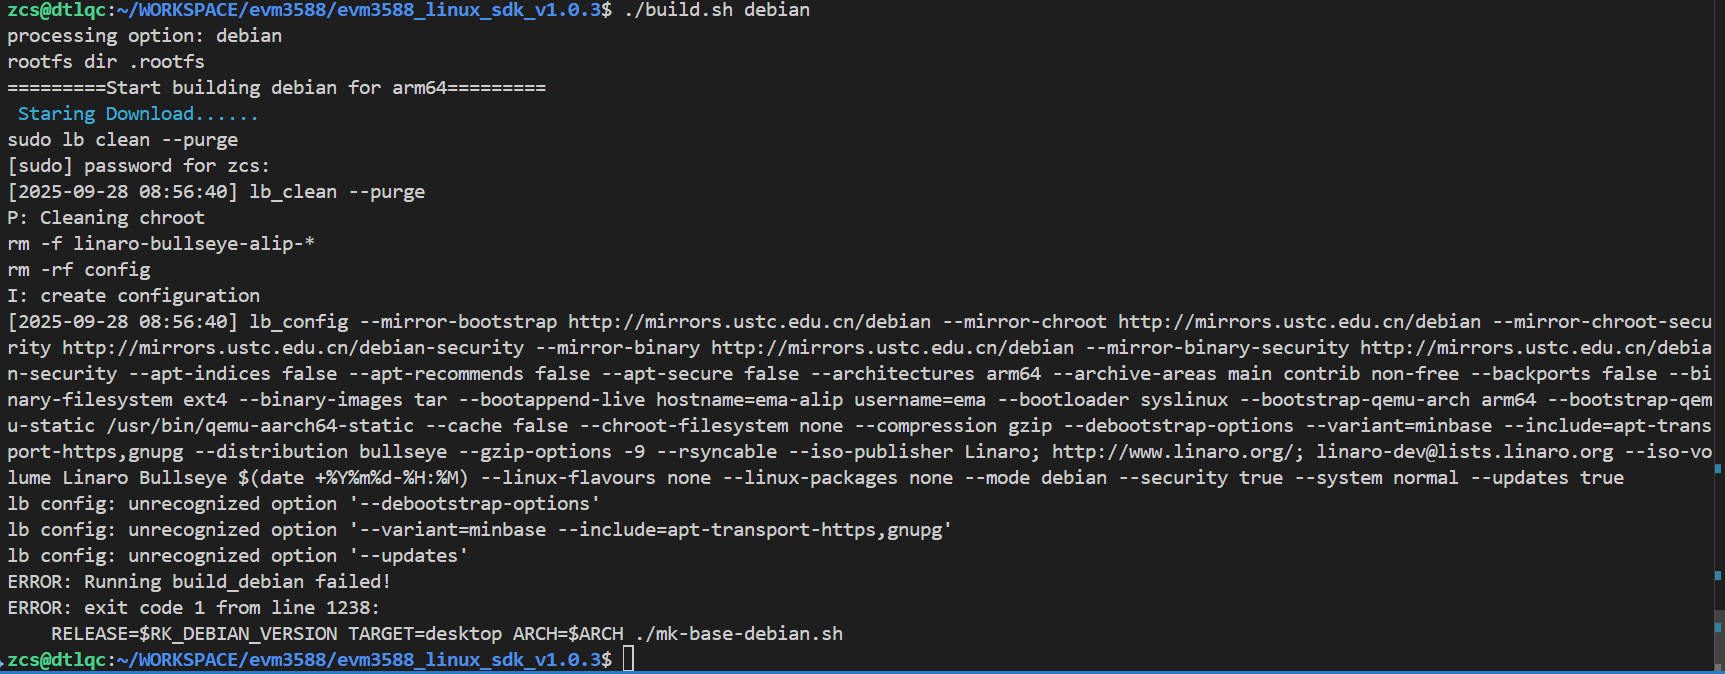 zcs@dtlqc:~/WORKSPACE/evm3588/evm3588_linux_sdk_v1.0.3$ ./build.sh debian
processing option: debian
rootfs dir .rootfs
=========Start building debian for arm64=========
 Staring Download......
sudo lb clean --purge
[sudo] password for zcs:
[2025-09-28 08:56:40] lb_clean --purge
P: Cleaning chroot
rm -f linaro-bullseye-alip-*
rm -rf config
I: create configuration
[2025-09-28 08:56:40] lb_config --mirror-bootstrap http://mirrors.ustc.edu.cn/debian --mirror-chroot http://mirrors.ustc.edu.cn/debian --mirror-chroot-secu
rity http://mirrors.ustc.edu.cn/debian-security --mirror-binary http://mirrors.ustc.edu.cn/debian --mirror-binary-security http://mirrors.ustc.edu.cn/debia
n-security --apt-indices false --apt-recommends false --apt-secure false --architectures arm64 --archive-areas main contrib non-free --backports false --bi
nary-filesystem ext4 --binary-images tar --bootappend-live hostname=ema-alip username=ema --bootloader syslinux --bootstrap-qemu-arch arm64 --bootstrap-qem
u-static /usr/bin/qemu-aarch64-static --cache false --chroot-filesystem none --compression gzip --debootstrap-options --variant=minbase --include=apt-trans
port-https,gnupg --distribution bullseye --gzip-options -9 --rsyncable --iso-publisher Linaro; http://www.linaro.org/; linaro-dev@lists.linaro.org --iso-vo
lume Linaro Bullseye $(date +%Y%m%d-%H:%M) --linux-flavours none --linux-packages none --mode debian --security true --system normal --updates true
lb config: unrecognized option '--debootstrap-options'
lb config: unrecognized option '--variant=minbase --include=apt-transport-https,gnupg'
lb config: unrecognized option '--updates'
ERROR: Running build_debian failed!
ERROR: exit code 1 from line 1238:
    RELEASE=$RK_DEBIAN_VERSION TARGET=desktop ARCH=$ARCH ./mk-base-debian.sh
zcs@dtlqc:~/WORKSPACE/evm3588/evm3588_linux_sdk_v1.0.3$